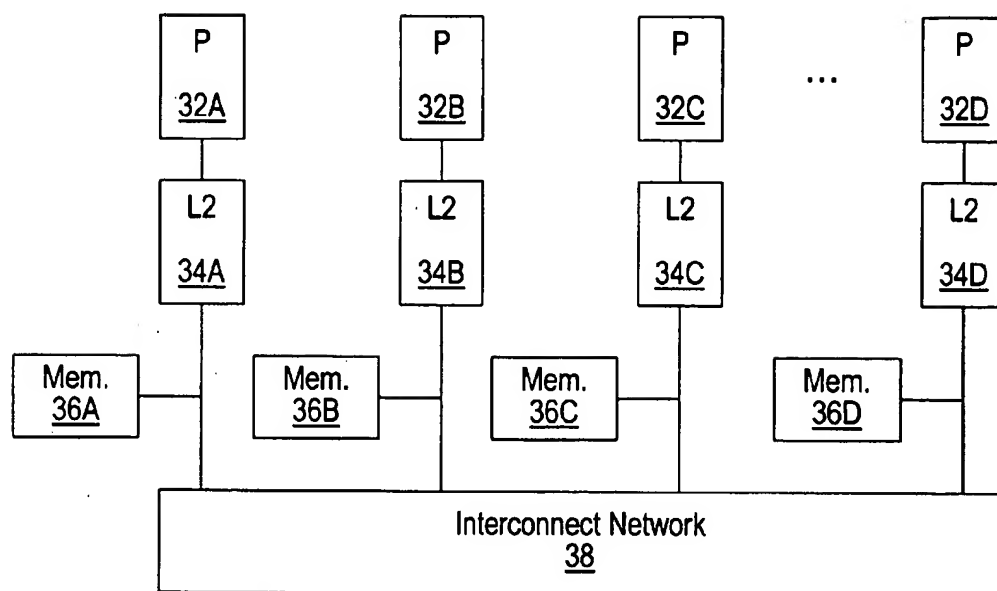 P
32A
P
32B
P
32C
...
P
32D
L2
34A
L2
34B
L2
34C
L2
34D
Mem.
36A
Mem.
36B
Mem.
36C
Mem.
36D
Interconnect Network
38